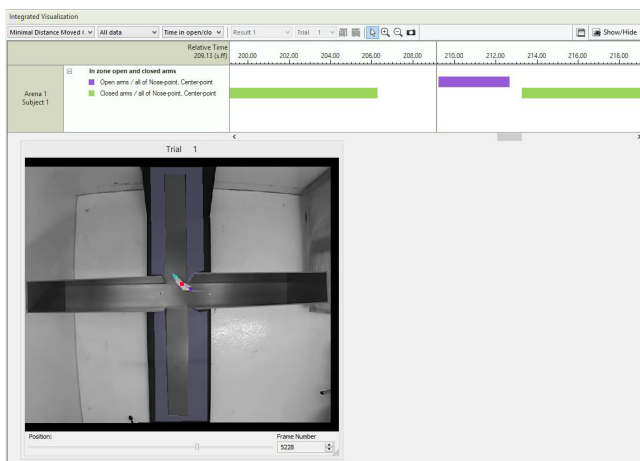 Integrated Visualization
Minimal Distance Moved ( All data Time in open/clo Result 1 Trial 1 Show/Hide
Relative Time
209.13 (s.ff)
200.00 202.00 204.00 206.00 208.00 210.00 212.00 214.00 216.00 218.00
In zone open and closed arms
Open arms / all of Nose-point, Center-point
Closed arms / all of Nose-point, Center-point
Arena 1
Subject 1
Trial 1
Position:
Frame Number
5228